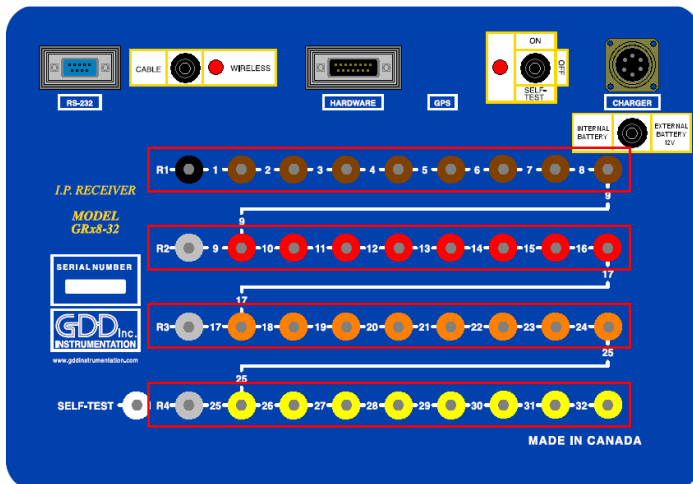 ON
CABLE
WIRELESS
OFF
SELF-
TEST
RS-232
HARDWARE
GPS
CHARGER
INTERNAL
BATTERY
EXTERNAL
BATTERY
12V
R1 1 2 3 4 5 6 7 8
9
I.P. RECEIVER
MODEL
GRx8-32
9
R2 9 10 11 12 13 14 15 16
17
SERIAL NUMBER
17
GDD Inc.
INSTRUMENTATION
R3 17 18 19 20 21 22 23 24
25
www.gddinstrumentation.com
25
SELF-TEST R4 25 26 27 28 29 30 31 32
MADE IN CANADA